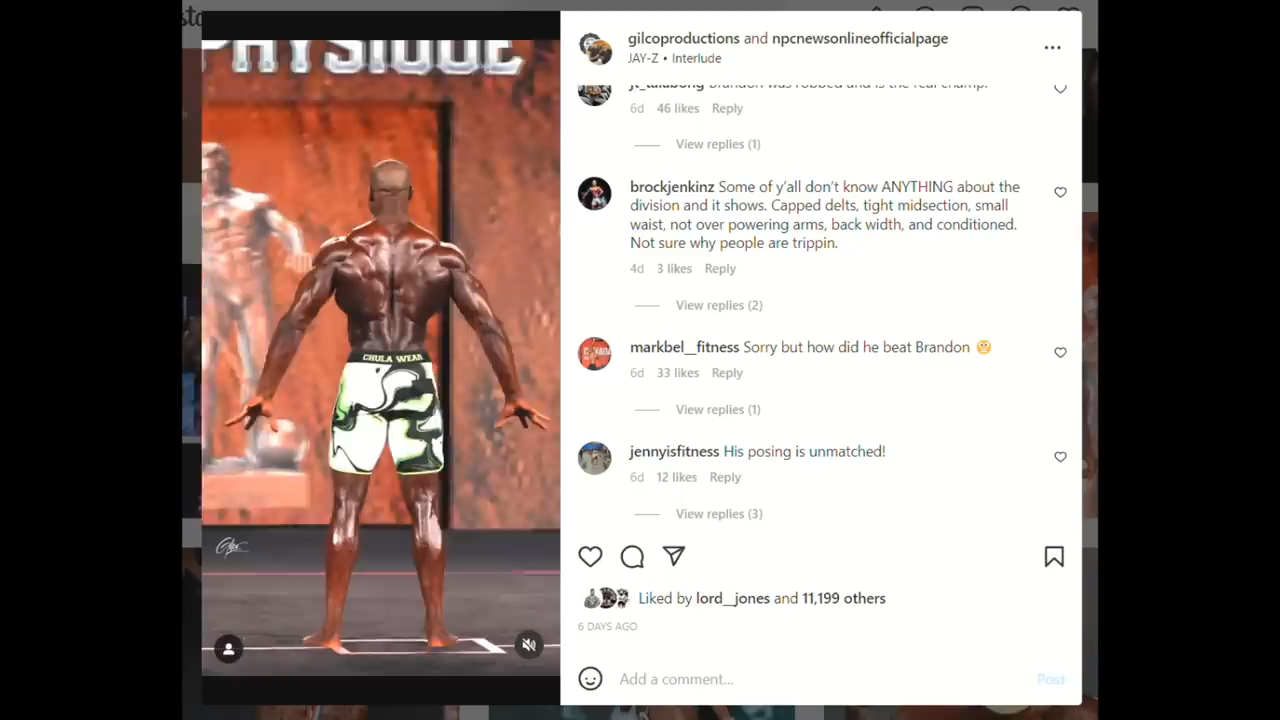 PHYSIQUE
CHULA WEAR
gilcoproductions and npcnewsonlineofficialpage
JAY-Z • Interlude
Brandon was robbed and is the real champ.
6d 46 likes Reply
View replies (1)
brockjenkinz Some of y'all don't know ANYTHING about the
division and it shows. Capped delts, tight midsection, small
waist, not over powering arms, back width, and conditioned.
Not sure why people are trippin.
4d 3 likes Reply
View replies (2)
markbel__fitness Sorry but how did he beat Brandon 😬
6d 33 likes Reply
View replies (1)
jennyisfitness His posing is unmatched!
6d 12 likes Reply
View replies (3)
Liked by lord__jones and 11,199 others
6 DAYS AGO
Add a comment...
Post